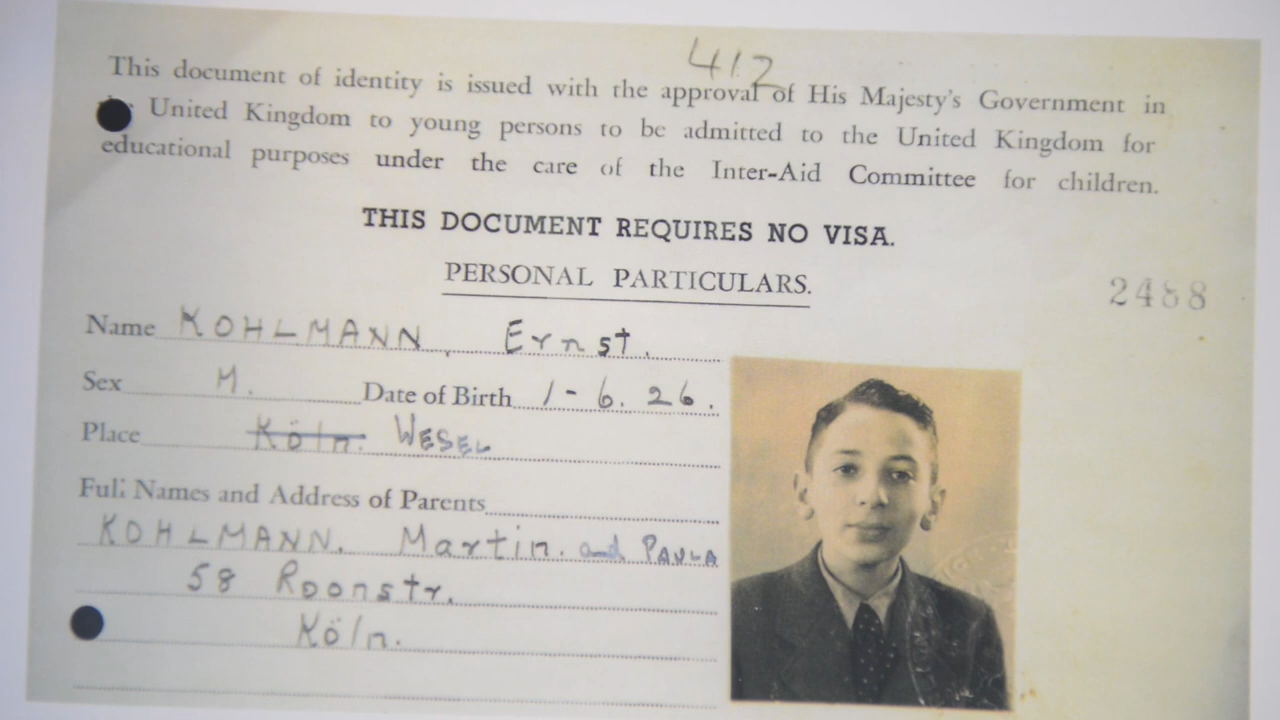 412
This document of identity is issued with the approval of His Majesty's Government in
United Kingdom to young persons to be admitted to the United Kingdom for
educational purposes under the care of the Inter-Aid Committee for children.
THIS DOCUMENT REQUIRES NO VISA.
PERSONAL PARTICULARS.
2488
Name KOHLMANN, Ernst.
Sex M. Date of Birth 1-6.26.
Place Köln. WESEL
Full Names and Address of Parents
KOHLMANN. Martin. and PAULA
58 Roonstr.
Köln.